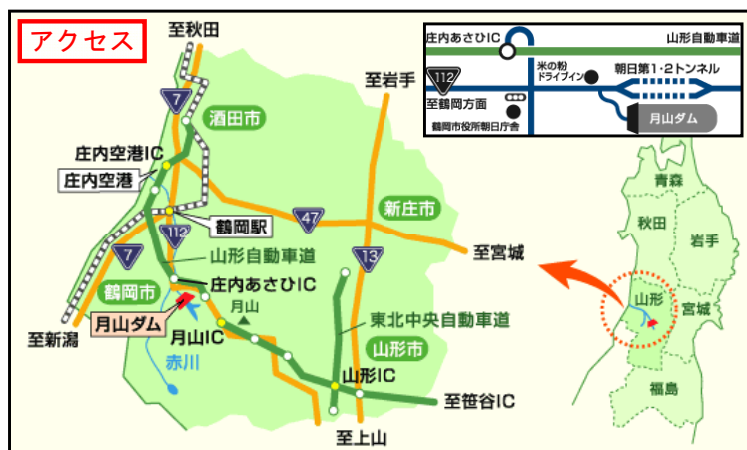 アクセス
至秋田
7
酒田市
庄内空港IC
庄内空港
鶴岡駅
112
7
山形自動車道
鶴岡市
庄内あさひIC
月山ダム
月山
月山IC
至新潟
赤川
至岩手
新庄市
47
13
至宮城
東北中央自動車道
山形市
山形IC
至笹谷IC
至上山
庄内あさひIC
山形自動車道
112
米の粉
ドライブイン
朝日第1・2トンネル
至鶴岡方面
鶴岡市役所朝日庁舎
月山ダム
青森
秋田
岩手
山形
宮城
福島